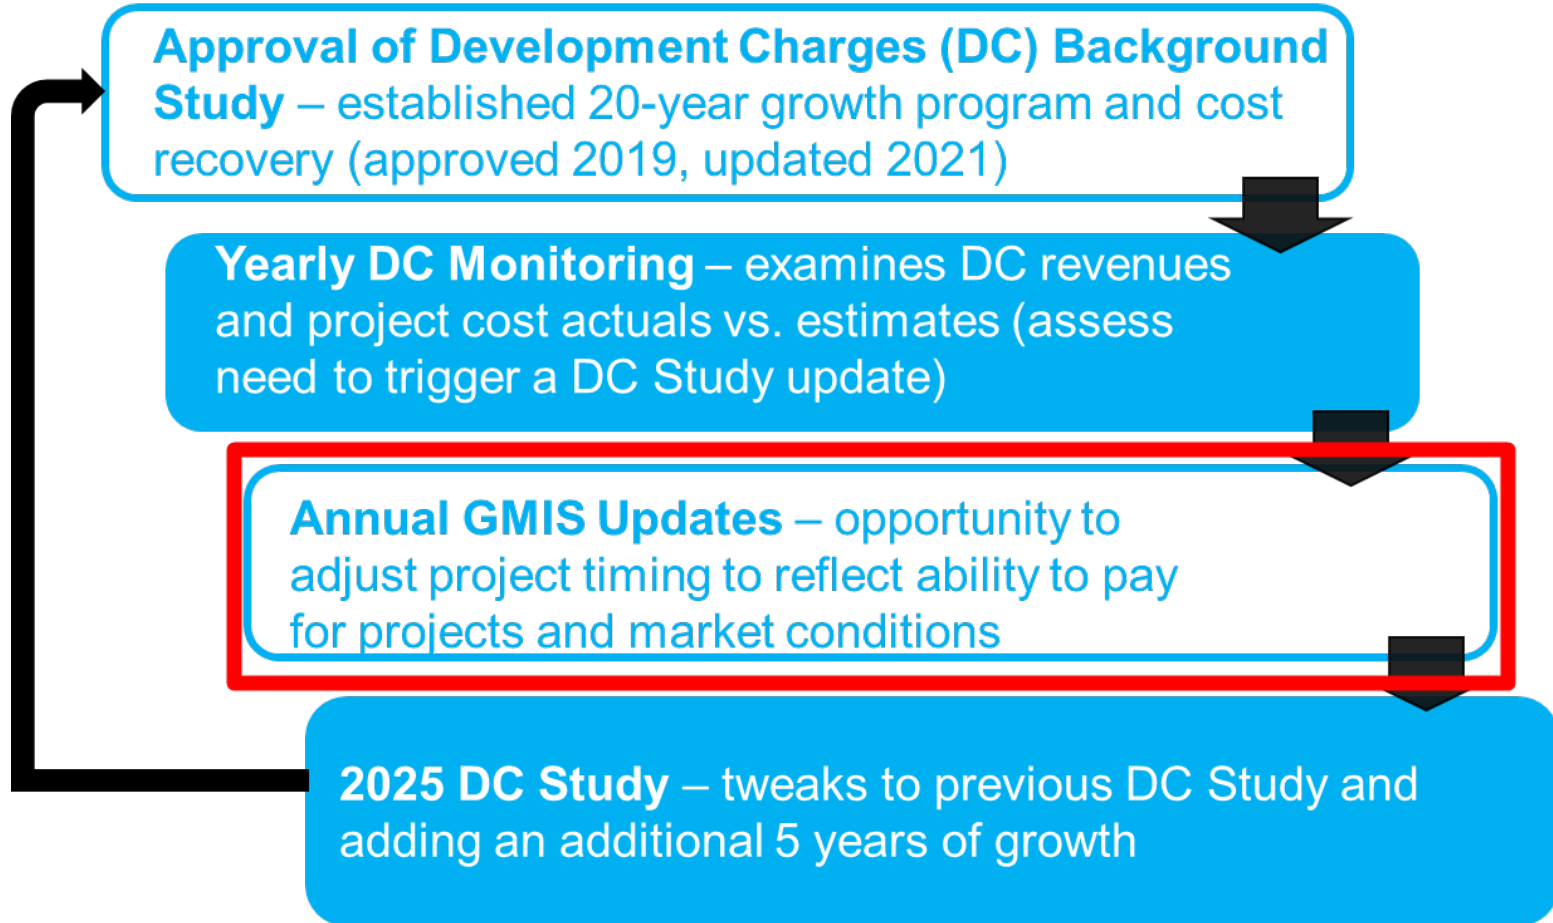 Approval of Development Charges (DC) Background
Study – established 20-year growth program and cost
recovery (approved 2019, updated 2021)
Yearly DC Monitoring – examines DC revenues
and project cost actuals vs. estimates (assess
need to trigger a DC Study update)
Annual GMIS Updates – opportunity to
adjust project timing to reflect ability to pay
for projects and market conditions
2025 DC Study – tweaks to previous DC Study and
adding an additional 5 years of growth